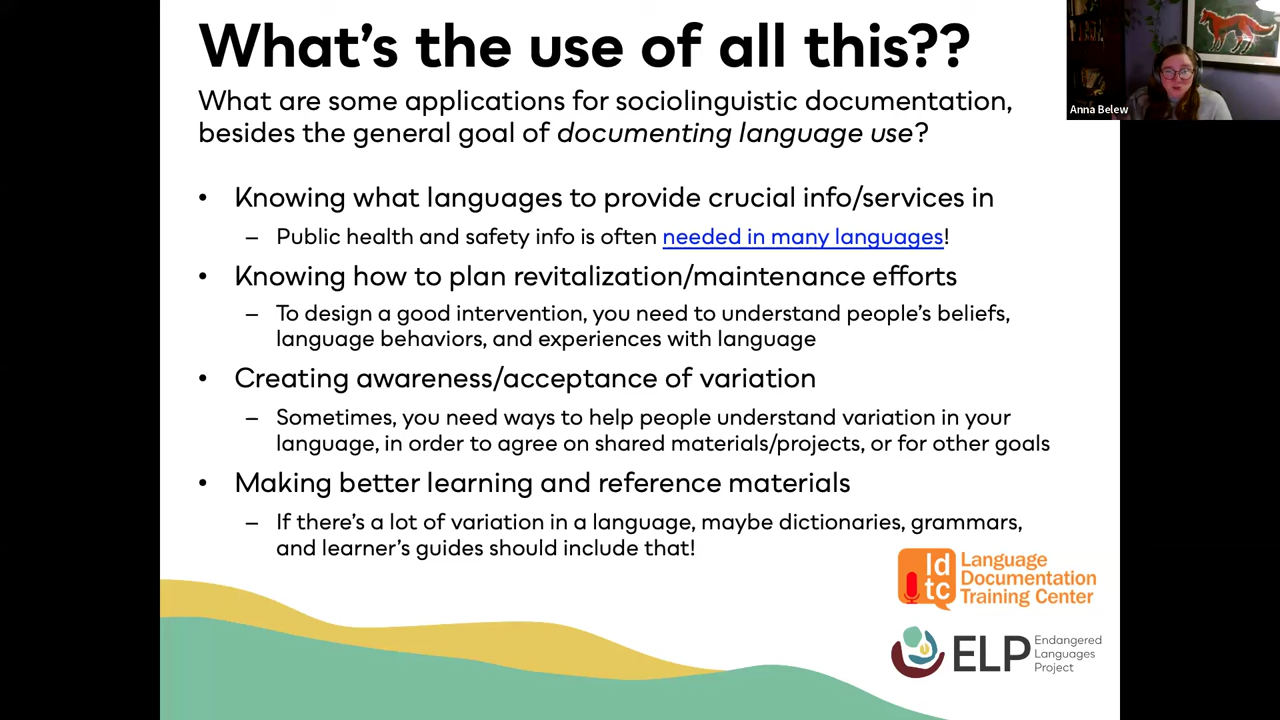 What's the use of all this??
What are some applications for sociolinguistic documentation,
besides the general goal of documenting language use?
• Knowing what languages to provide crucial info/services in
– Public health and safety info is often needed in many languages!
• Knowing how to plan revitalization/maintenance efforts
– To design a good intervention, you need to understand people's beliefs,
language behaviors, and experiences with language
• Creating awareness/acceptance of variation
– Sometimes, you need ways to help people understand variation in your
language, in order to agree on shared materials/projects, or for other goals
• Making better learning and reference materials
– If there's a lot of variation in a language, maybe dictionaries, grammars,
and learner's guides should include that!
Anna Belew
ld
tc
Language
Documentation
Training Center
ELP
Endangered
Languages
Project